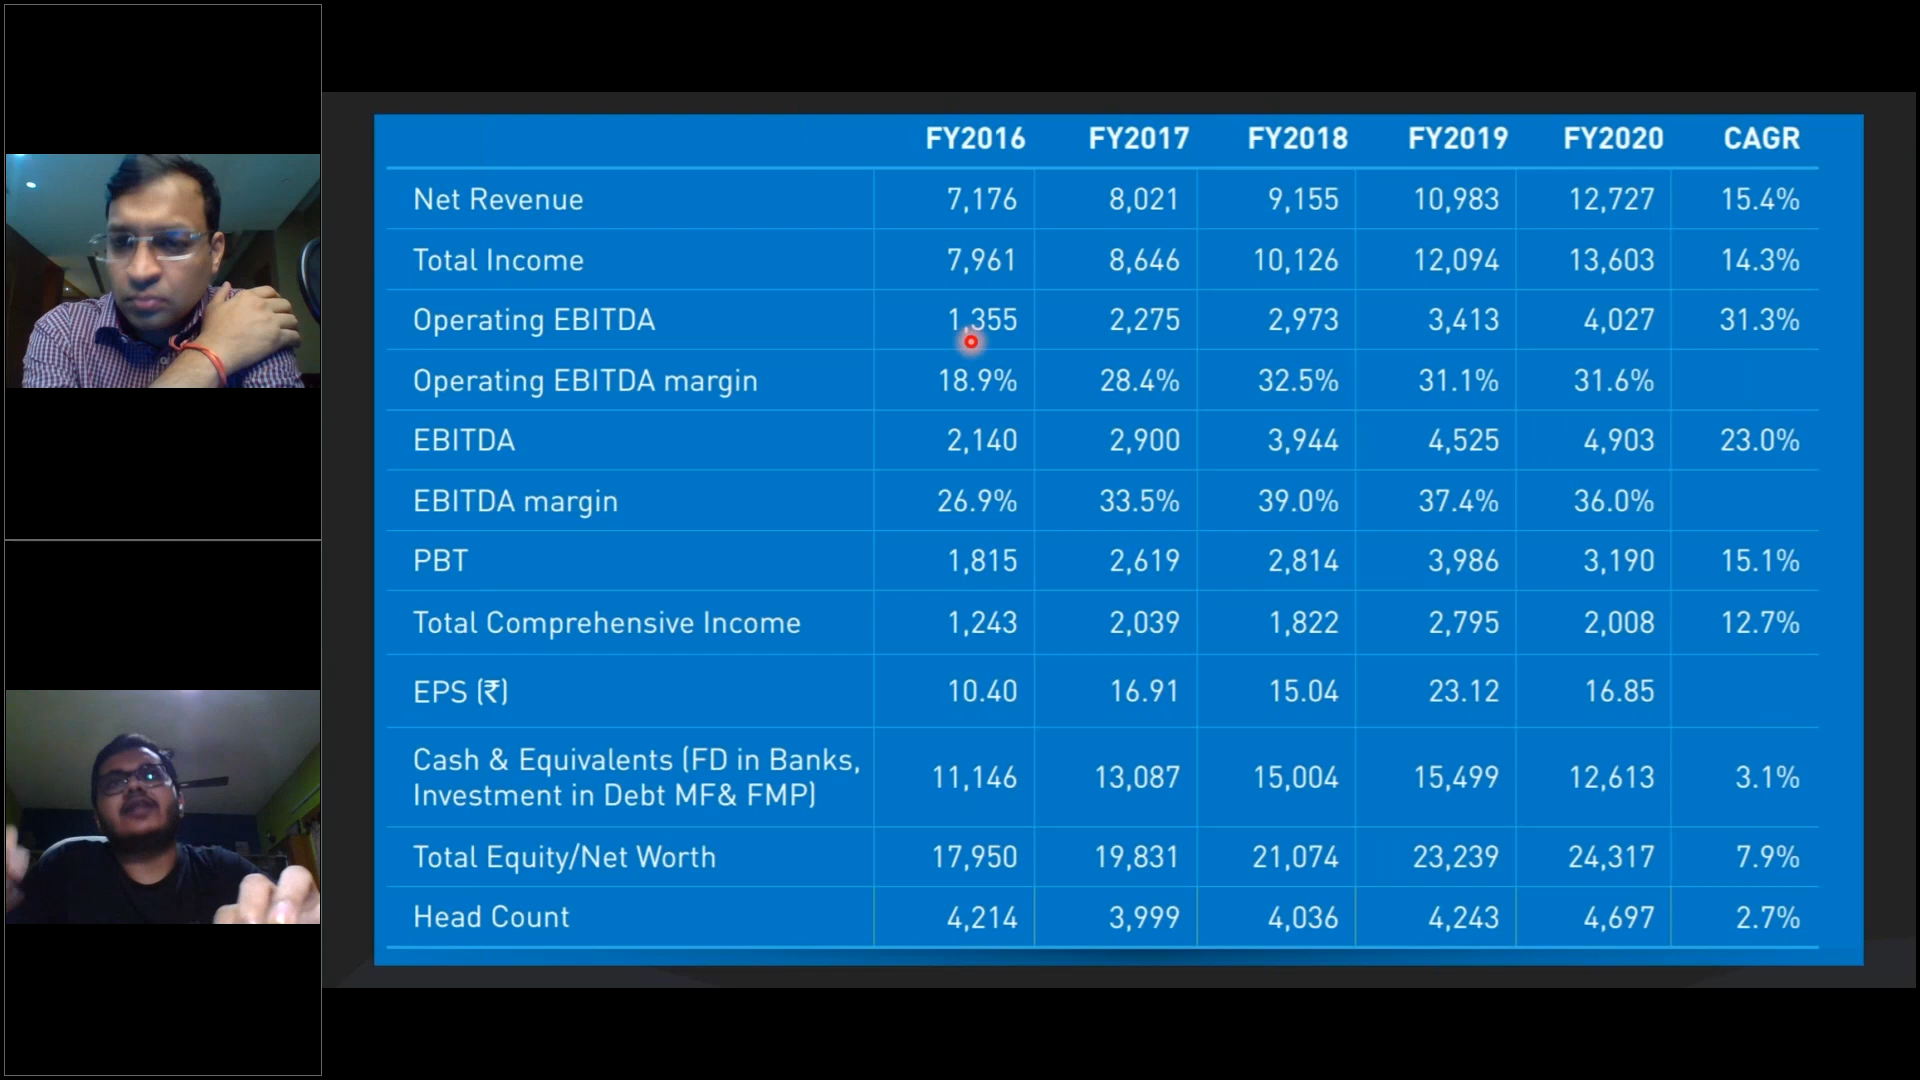 FY2016 FY2017 FY2018 FY2019 FY2020 CAGR
Net Revenue 7,176 8,021 9,155 10,983 12,727 15.4%
Total Income 7,961 8,646 10,126 12,094 13,603 14.3%
Operating EBITDA 1,355 2,275 2,973 3,413 4,027 31.3%
Operating EBITDA margin 18.9% 28.4% 32.5% 31.1% 31.6%
EBITDA 2,140 2,900 3,944 4,525 4,903 23.0%
EBITDA margin 26.9% 33.5% 39.0% 37.4% 36.0%
PBT 1,815 2,619 2,814 3,986 3,190 15.1%
Total Comprehensive Income 1,243 2,039 1,822 2,795 2,008 12.7%
EPS (₹) 10.40 16.91 15.04 23.12 16.85
Cash & Equivalents (FD in Banks,
Investment in Debt MF& FMP) 11,146 13,087 15,004 15,499 12,613 3.1%
Total Equity/Net Worth 17,950 19,831 21,074 23,239 24,317 7.9%
Head Count 4,214 3,999 4,036 4,243 4,697 2.7%